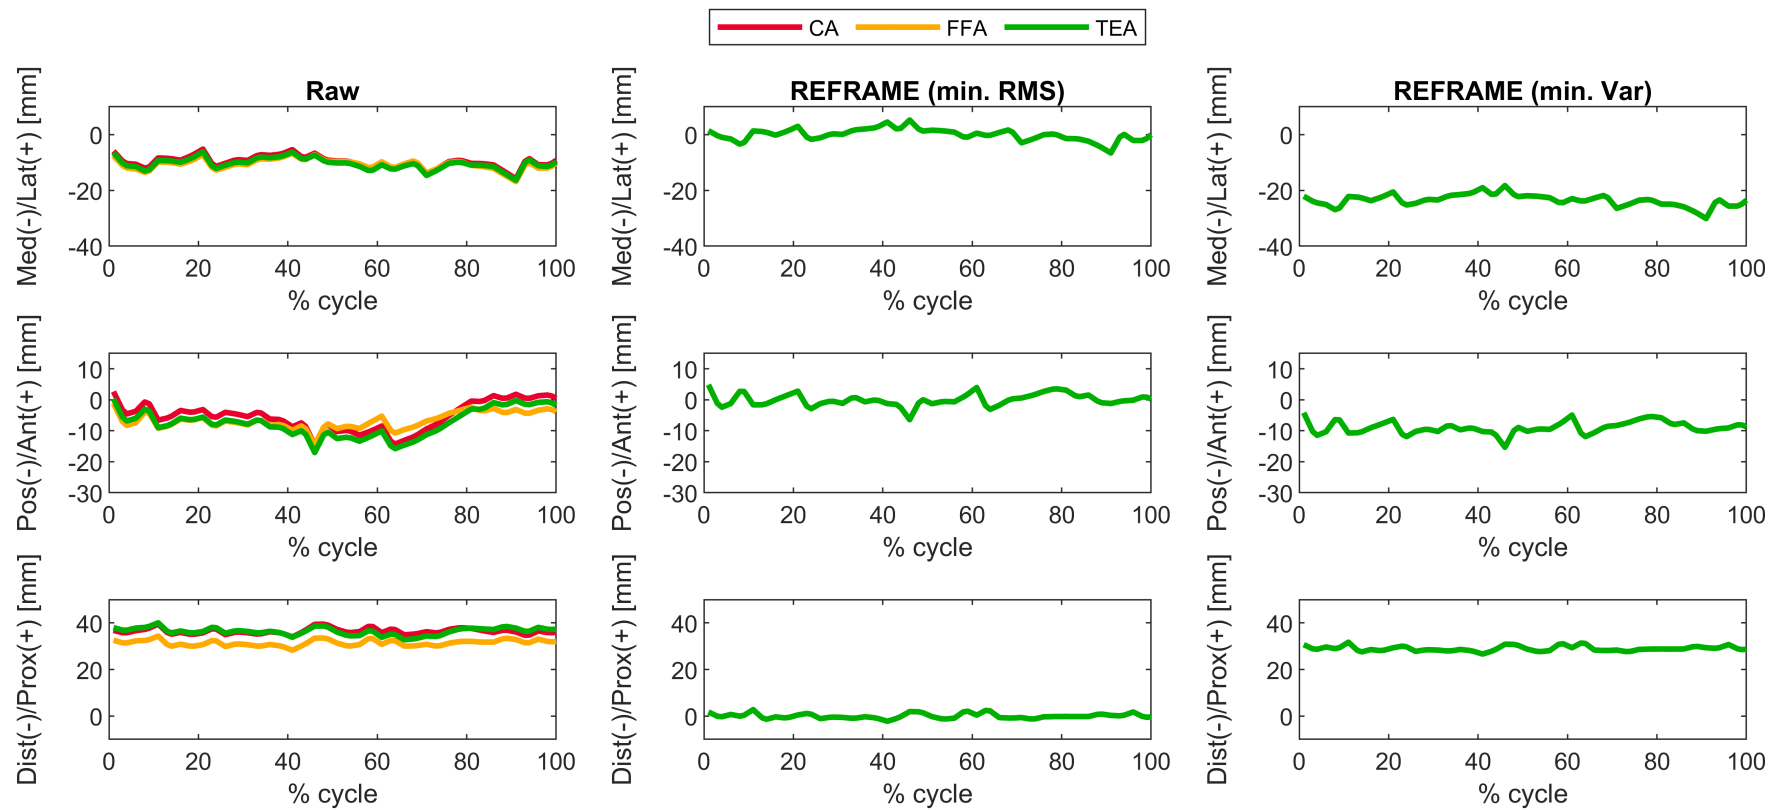 CA FFA TEA
Raw
REFRAME (min. RMS)
REFRAME (min. Var)
Med(-)/Lat(+) [mm]
0
-20
-40
0 20 40 60 80 100
% cycle
Med(-)/Lat(+) [mm]
0
-20
-40
0 20 40 60 80 100
% cycle
Med(-)/Lat(+) [mm]
0
-20
-40
0 20 40 60 80 100
% cycle
Pos(-)/Ant(+) [mm]
10
0
-10
-20
-30
0 20 40 60 80 100
% cycle
Pos(-)/Ant(+) [mm]
10
0
-10
-20
-30
0 20 40 60 80 100
% cycle
Pos(-)/Ant(+) [mm]
10
0
-10
-20
-30
0 20 40 60 80 100
% cycle
Dist(-)/Prox(+) [mm]
40
20
0
0 20 40 60 80 100
% cycle
Dist(-)/Prox(+) [mm]
40
20
0
0 20 40 60 80 100
% cycle
Dist(-)/Prox(+) [mm]
40
20
0
0 20 40 60 80 100
% cycle